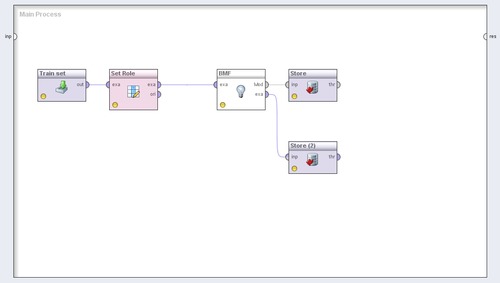 Main Process
inp
res
Train set
out
Set Role
exa
exa
ori
BMF
exa
Mod
exa
Store
inp
thr
Store (2)
inp
thr